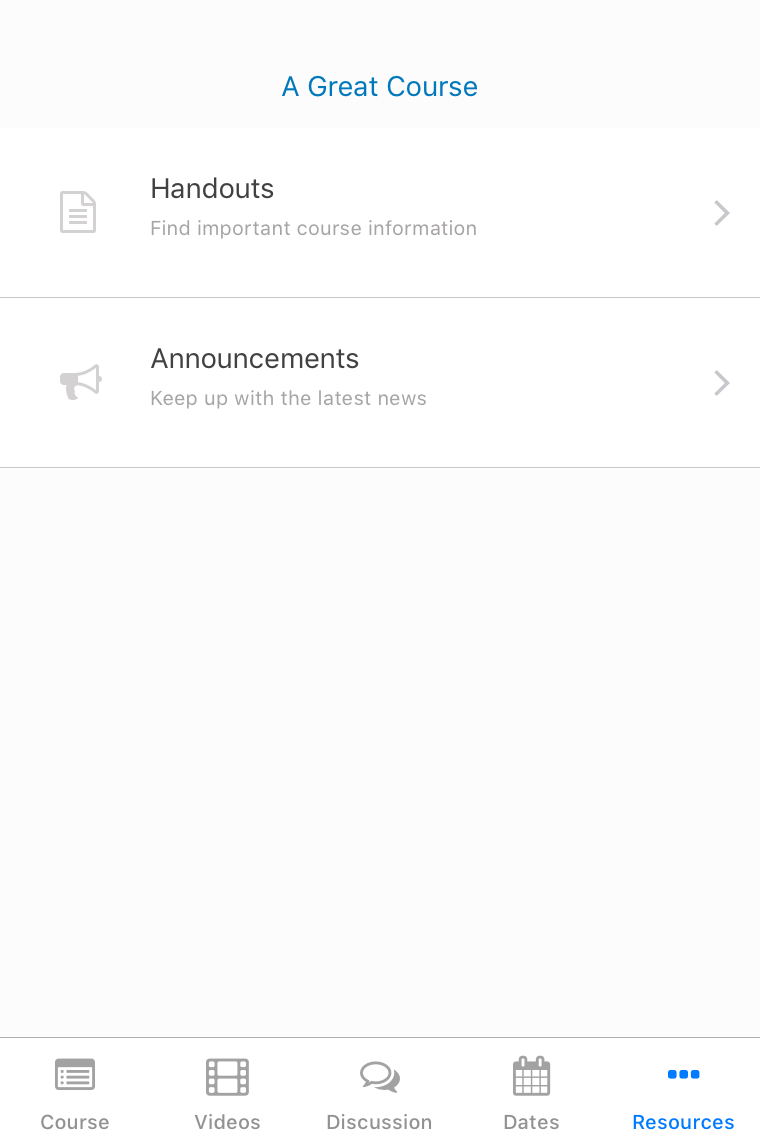 A Great Course
Handouts
Find important course information
Announcements
Keep up with the latest news
Course
Videos
Discussion
Dates
Resources